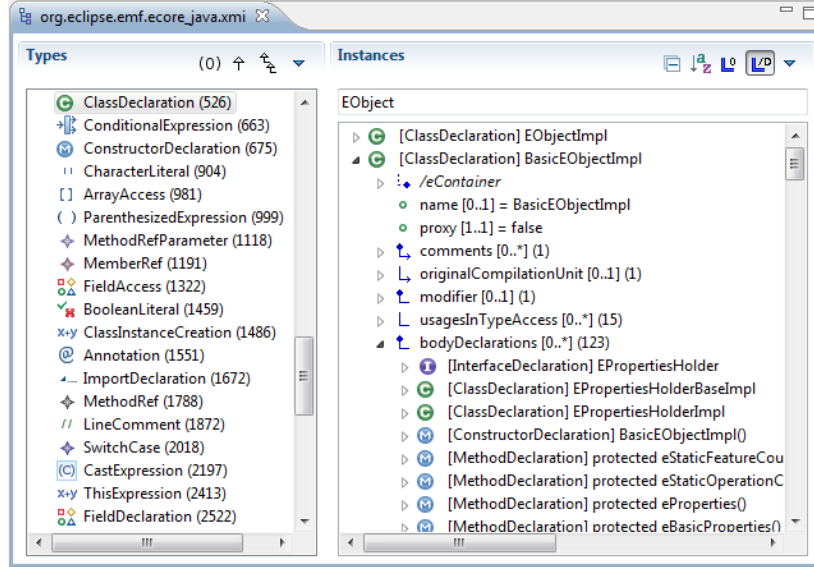 org.eclipse.emf.ecore_java.xmi
Types
(0)
Instances
EObject
ClassDeclaration (526)
ConditionalExpression (663)
ConstructorDeclaration (675)
CharacterLiteral (904)
ArrayAccess (981)
ParenthesizedExpression (999)
MethodRefParameter (1118)
MemberRef (1191)
FieldAccess (1322)
BooleanLiteral (1459)
x+y ClassInstanceCreation (1486)
@ Annotation (1551)
ImportDeclaration (1672)
MethodRef (1788)
// LineComment (1872)
SwitchCase (2018)
(C) CastExpression (2197)
x+y ThisExpression (2413)
FieldDeclaration (2522)
[ClassDeclaration] EObjectImpl
[ClassDeclaration] BasicEObjectImpl
/eContainer
name [0..1] = BasicEObjectImpl
proxy [1..1] = false
comments [0..*] (1)
originalCompilationUnit [0..1] (1)
modifier [0..1] (1)
usagesInTypeAccess [0..*] (15)
bodyDeclarations [0..*] (123)
[InterfaceDeclaration] EPropertiesHolder
[ClassDeclaration] EPropertiesHolderBaseImpl
[ClassDeclaration] EPropertiesHolderImpl
[ConstructorDeclaration] BasicEObjectImpl()
[MethodDeclaration] protected eStaticFeatureCou
[MethodDeclaration] protected eStaticOperationC
[MethodDeclaration] protected eProperties()
[MethodDeclaration] protected eBasicProperties()